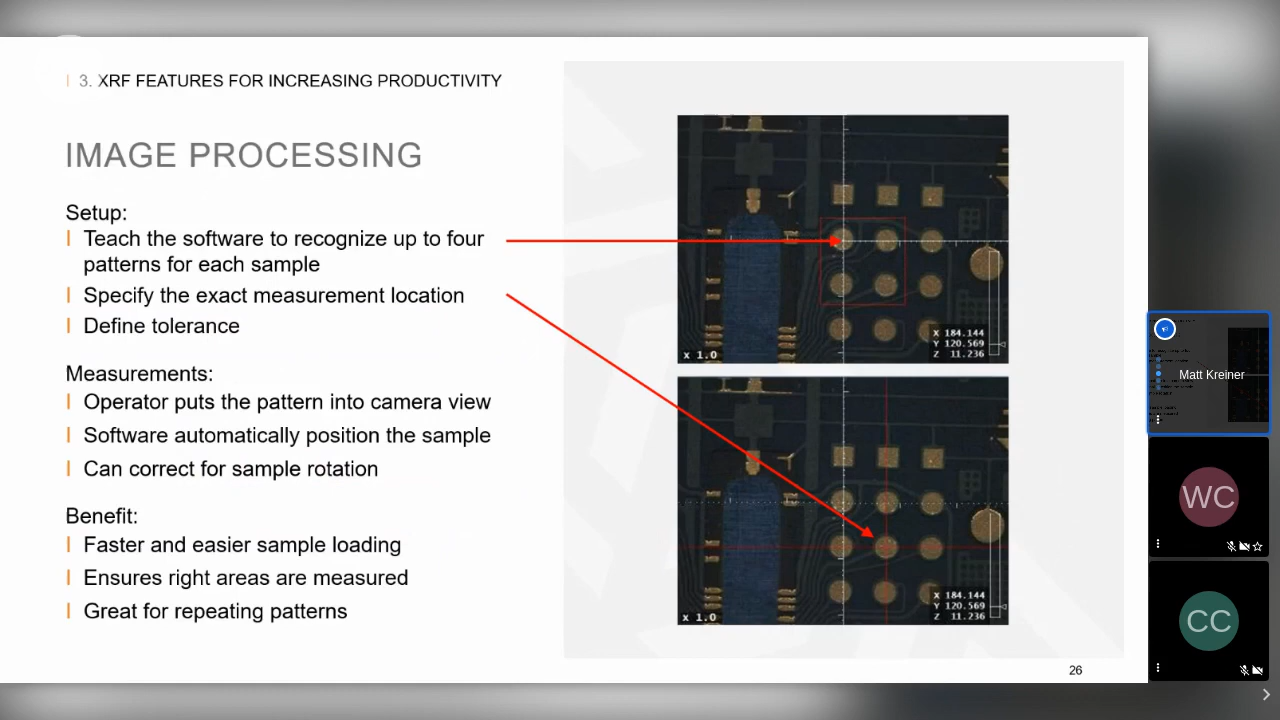 3. XRF FEATURES FOR INCREASING PRODUCTIVITY
IMAGE PROCESSING
Setup:
Teach the software to recognize up to four
patterns for each sample
Specify the exact measurement location
Define tolerance
Measurements:
Operator puts the pattern into camera view
Software automatically position the sample
Can correct for sample rotation
Benefit:
Faster and easier sample loading
Ensures right areas are measured
Great for repeating patterns
x 1.0
X 184.144
Y 120.569
Z 11.236
x 1.0
X 184.144
Y 120.569
Z 11.236
26
Matt Kreiner
WC
CC